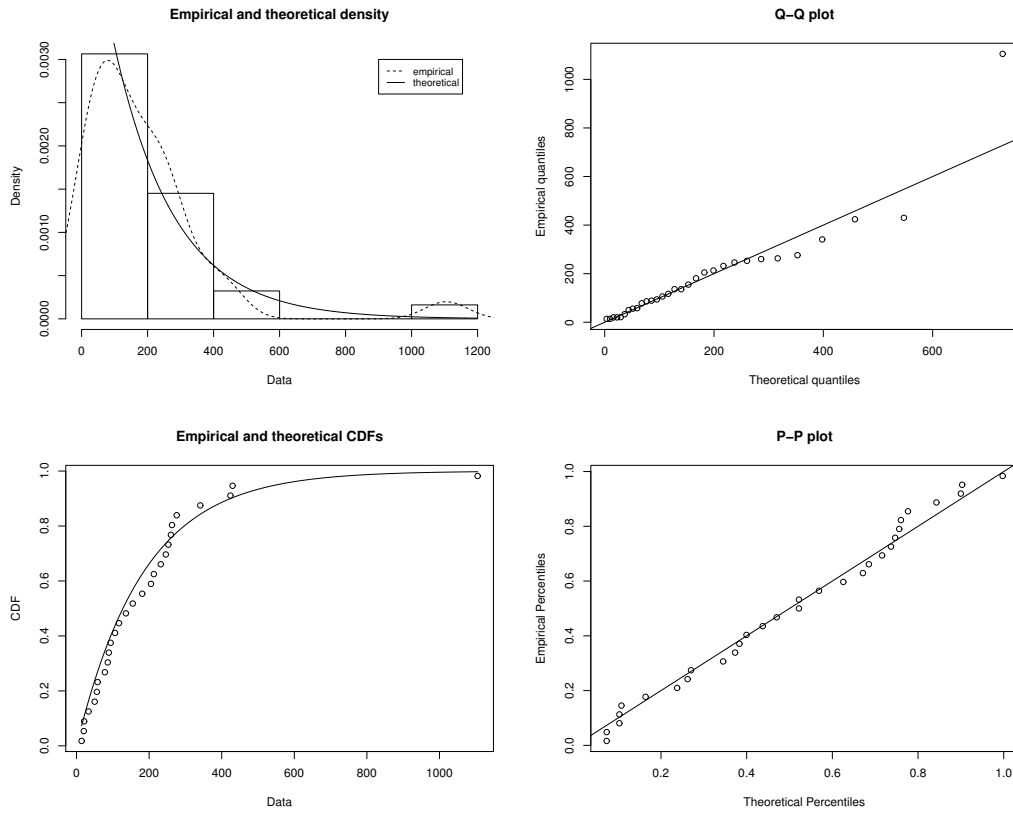 Empirical and theoretical density
0.0000 0.0010 0.0020 0.0030
Density
empirical
theoretical
0 200 400 600 800 1000 1200
Data
Q−Q plot
0 200 400 600 800 1000
Empirical quantiles
0 200 400 600
Theoretical quantiles
Empirical and theoretical CDFs
0.0 0.2 0.4 0.6 0.8 1.0
CDF
0 200 400 600 800 1000
Data
P−P plot
0.0 0.2 0.4 0.6 0.8 1.0
Empirical Percentiles
0.2 0.4 0.6 0.8 1.0
Theoretical Percentiles